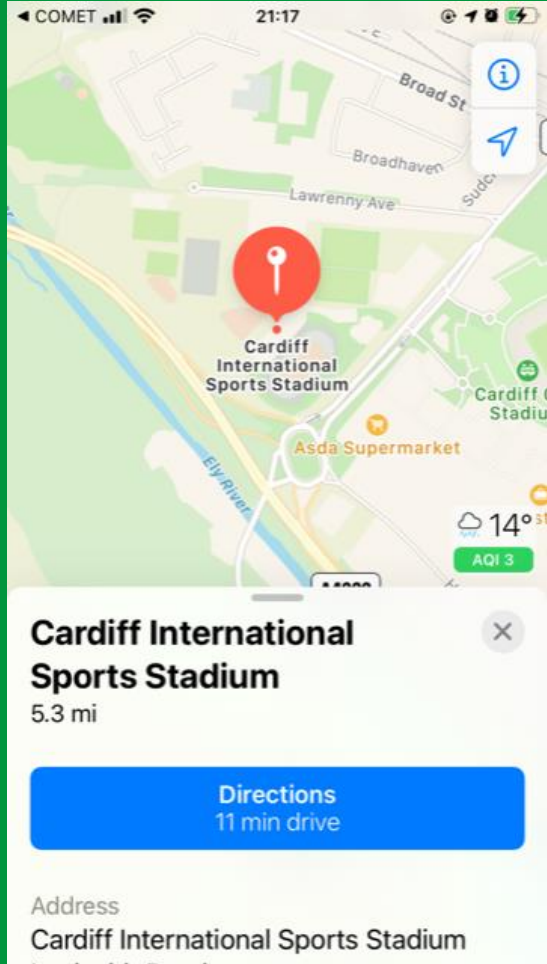 COMET
21:17
Broad St
Broadhaven
Lawrenny Ave
Cardiff
International
Sports Stadium
Cardiff
Asda Supermarket
Ely River
14°
AQI 3
Cardiff International
Sports Stadium
5.3 mi
Directions
11 min drive
Address
Cardiff International Sports Stadium